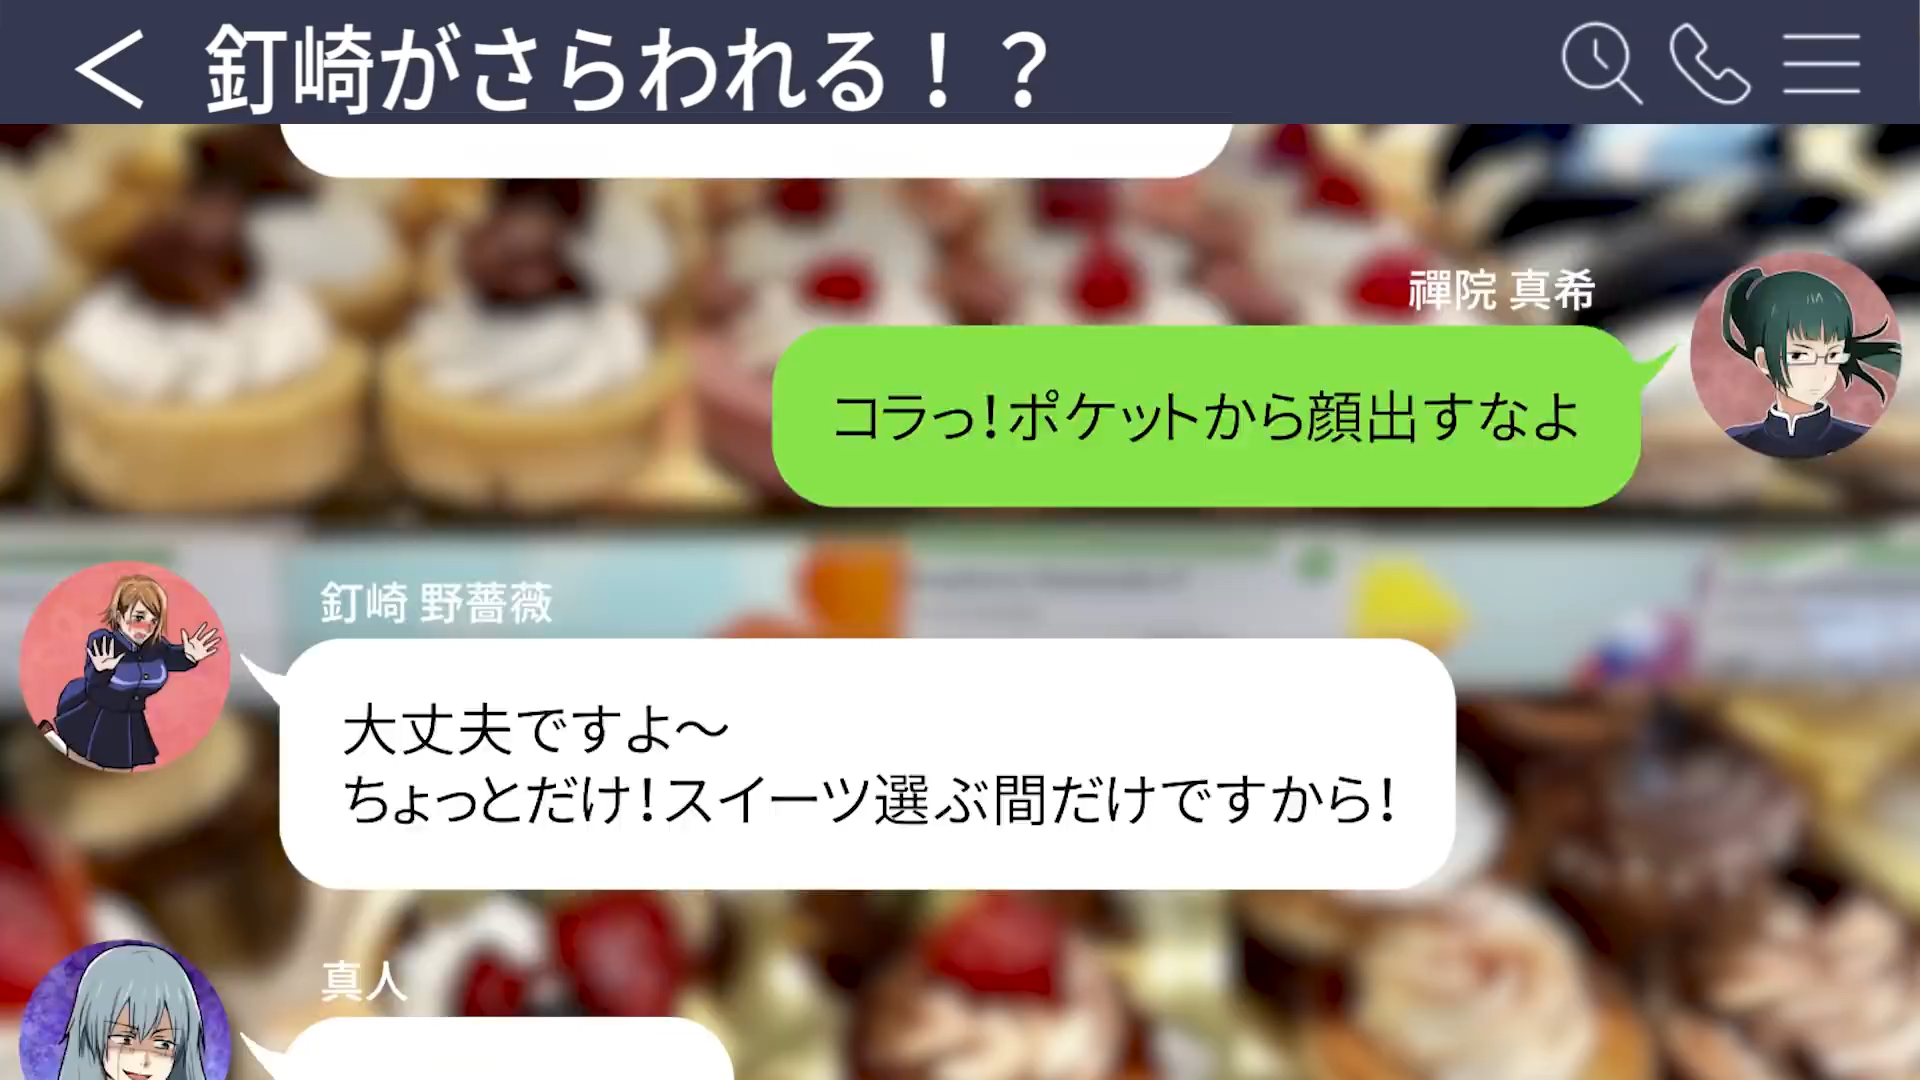 釘崎がさらわれる！？
禪院 真希
コラっ！ポケットから顔出すなよ
釘崎 野薔薇
大丈夫ですよ～
ちょっとだけ！スイーツ選ぶ間だけですから！
真人